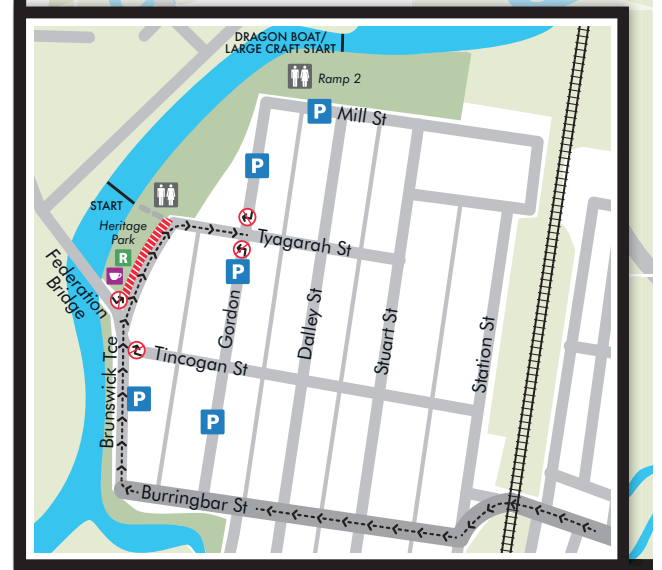 DRAGON BOAT/
LARGE CRAFT START
Ramp 2
P
Mill St
P
START
Heritage
Park
R
Tyagarah St
P
Federation
Bridge
Gordon
Dalley St
Stuart St
Station St
Brunswick Tce
Tincogan St
P
P
Burringbar St